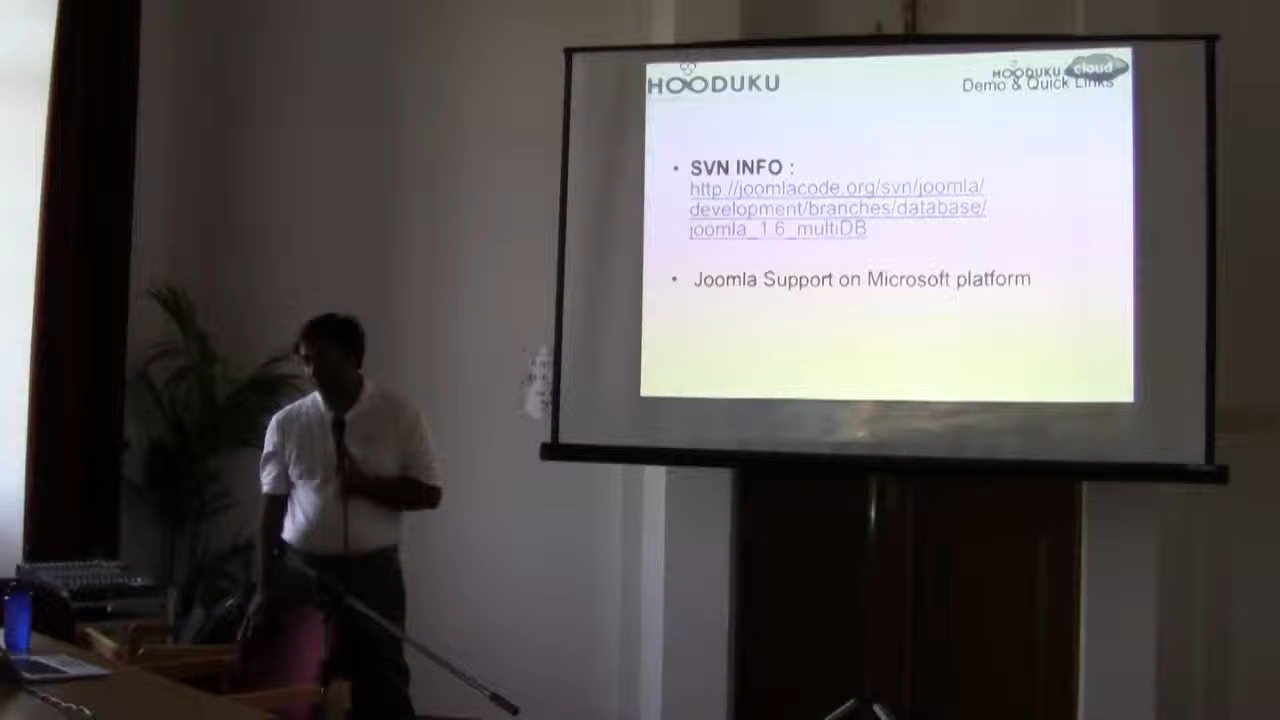 HOODUKU
HOODUKU cloud
Demo & Quick Links
• SVN INFO :
http://joomlacode.org/svn/joomla/
development/branches/database/
joomla_1.6_multiDB
• Joomla Support on Microsoft platform